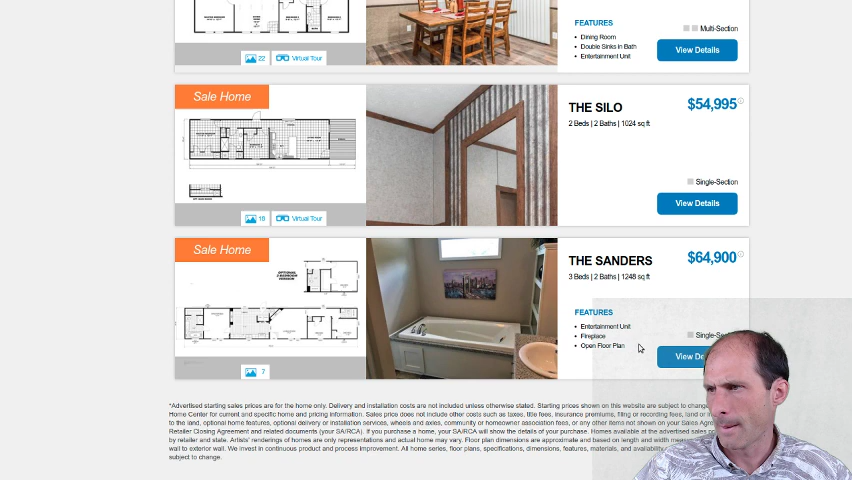 FEATURES
Dining Room
Double Sinks in Bath
Entertainment Unit
Multi-Section
View Details
22 Virtual Tour
Sale Home
THE SILO
$54,995
2 Beds | 2 Baths | 1024 sq ft
Single-Section
View Details
18 Virtual Tour
Sale Home
OPTIONAL
3 BEDROOM
VERSION
THE SANDERS
$64,900
3 Beds | 2 Baths | 1248 sq ft
FEATURES
Entertainment Unit
Fireplace
Open Floor Plan
Single-Se
View De
7
*Advertised starting sales prices are for the home only. Delivery and installation costs are not included unless otherwise stated. Starting prices shown on this website are subject to change
Home Center for current and specific home and pricing information. Sales price does not include other costs such as taxes, title fees, insurance premiums, filing or recording fees, land or
to the land, optional home features, optional delivery or installation services, wheels and axles, community or homeowner association fees, or any other items not shown on your Sales Agre
Retailer Closing Agreement and related documents (your SA/RCA). If you purchase a home, your SA/RCA will show the details of your purchase. Homes available at the advertised sales
by retailer and state. Artists' renderings of homes are only representations and actual home may vary. Floor plan dimensions are approximate and based on length and width
wall to exterior wall. We invest in continuous product and process improvement. All home series, floor plans, specifications, dimensions, features, materials, and availability
subject to change.